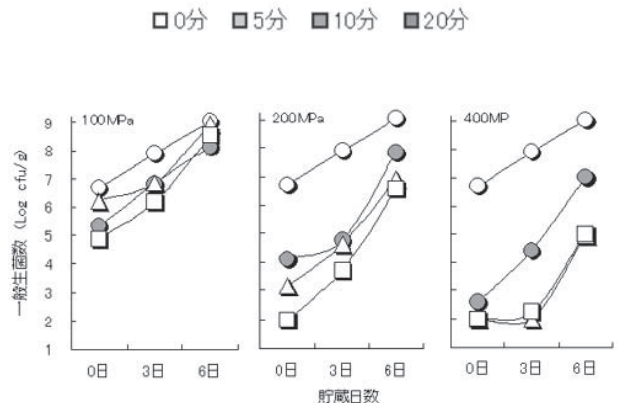 □0分 ■5分 ■10分 ■20分
100MPa
200MPa
400MP
一般生菌数 (Log cfu/g)
9
8
7
6
5
4
3
2
1
0日 3日 6日
0日 3日 6日
0日 3日 6日
貯蔵日数